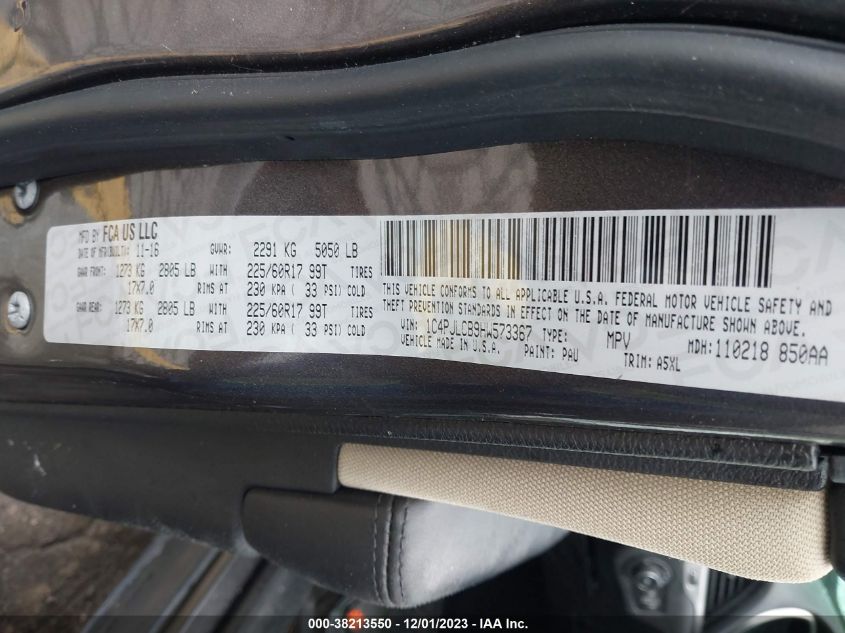 MFD BY FCA US LLC
DATE OF MFR/BUILT: 11-16 GVWR: 2291 KG 5050 LB
GAWR FRONT: 1273 KG 2805 LB WITH 225/60R17 99T TIRES
17X7.0 RIMS AT 230 KPA ( 33 PSI) COLD
GAWR REAR: 1273 KG 2805 LB WITH 225/60R17 99T TIRES
17X7.0 RIMS AT 230 KPA ( 33 PSI) COLD
THIS VEHICLE CONFORMS TO ALL APPLICABLE U.S.A. FEDERAL MOTOR VEHICLE SAFETY AND
THEFT PREVENTION STANDARDS IN EFFECT ON THE DATE OF MANUFACTURE SHOWN ABOVE.
VIN: 1C4PJLCB9HW573367 TYPE: MPV MDH:110218 850AA
VEHICLE MADE IN U.S.A. PAINT: PAU TRIM: A5XL
000-38213550 - 12/01/2023 - IAA Inc.